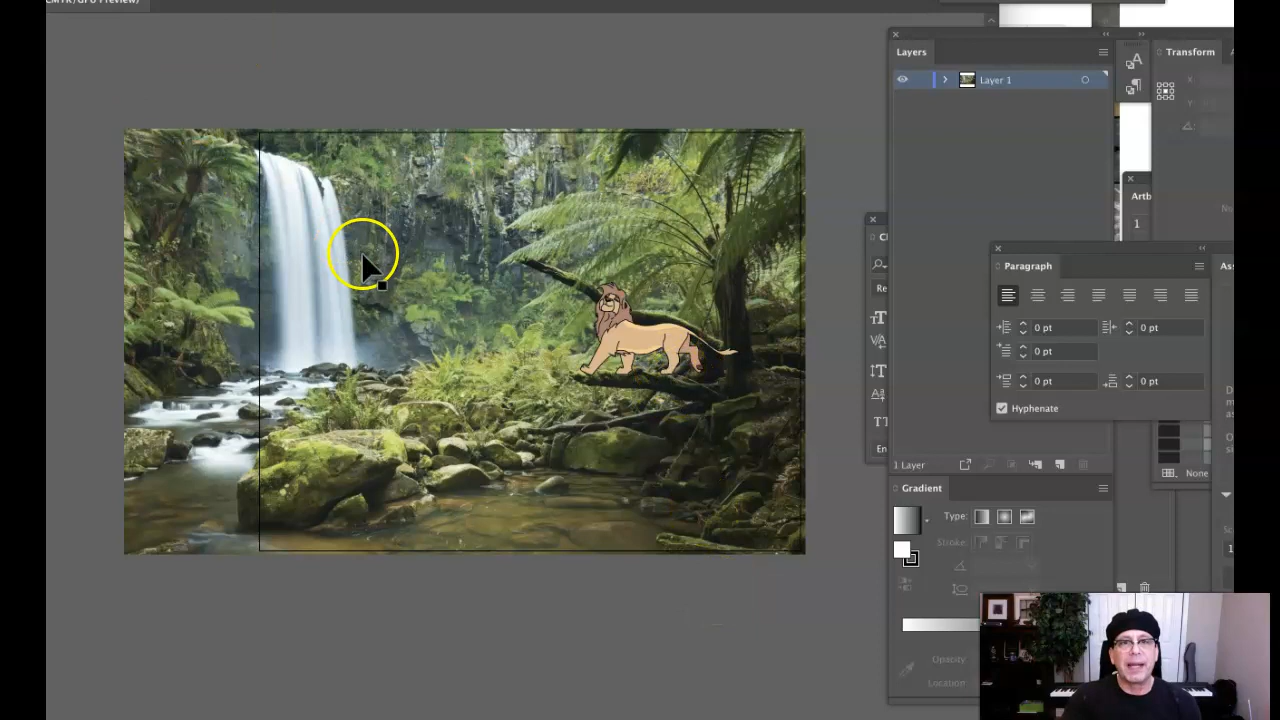 CMYK/GPU Preview)
Layers
Layer 1
Transform
X
Y
Artb
1
Paragraph
Re
0 pt
0 pt
0 pt
0 pt
0 pt
Hyphenate
En
1 Layer
None
Gradient
Type:
Stroke:
Opacity:
Location: